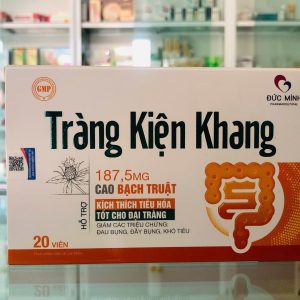 GMP
ĐỨC MINH
PHARMACEUTICAL
Tràng Kiện Khang
HỖ TRỢ
187,5MG
CAO BẠCH TRUẬT
KÍCH THÍCH TIÊU HÓA
TỐT CHO ĐẠI TRÀNG
GIẢM CÁC TRIỆU CHỨNG:
ĐAU BỤNG, ĐẦY BỤNG, KHÓ TIÊU
20 VIÊN